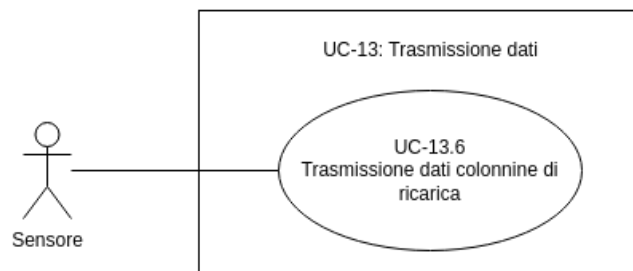 UC-13: Trasmissione dati
UC-13.6
Trasmissione dati colonnine di
ricarica
Sensore